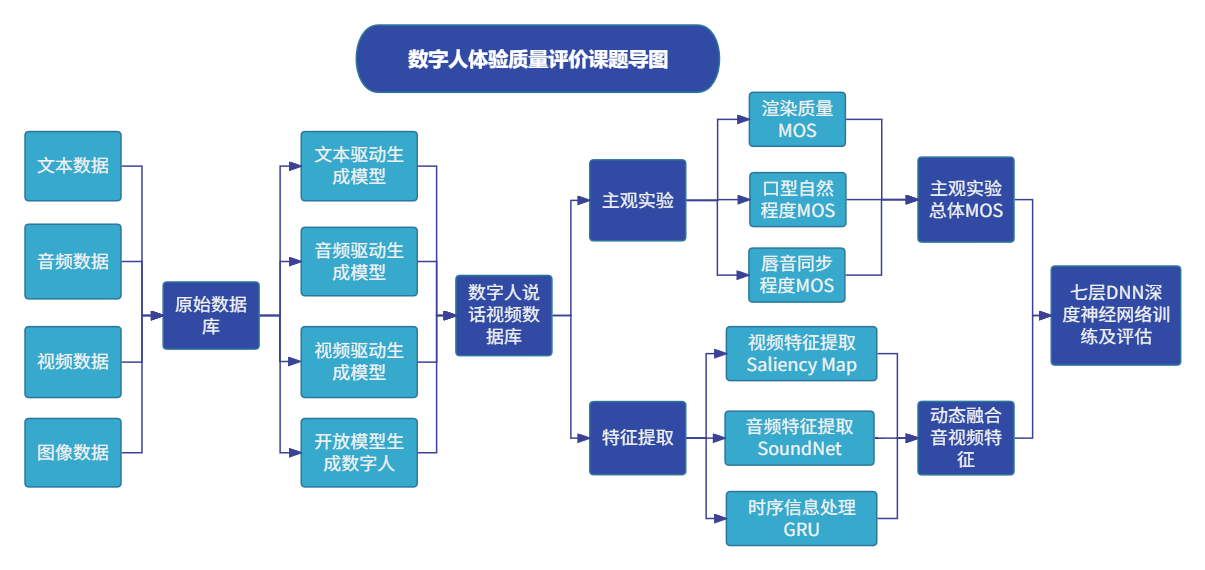 数字人体验质量评价课题导图
文本数据
音频数据
视频数据
图像数据
原始数据
库
文本驱动生
成模型
音频驱动生
成模型
视频驱动生
成模型
开放模型生
成数字人
数字人说
话视频数
据库
主观实验
特征提取
渲染质量
MOS
口型自然
程度MOS
唇音同步
程度MOS
视频特征提取
Saliency Map
音频特征提取
SoundNet
时序信息处理
GRU
主观实验
总体MOS
动态融合
音视频特
征
七层DNN深
度神经网络训
练及评估